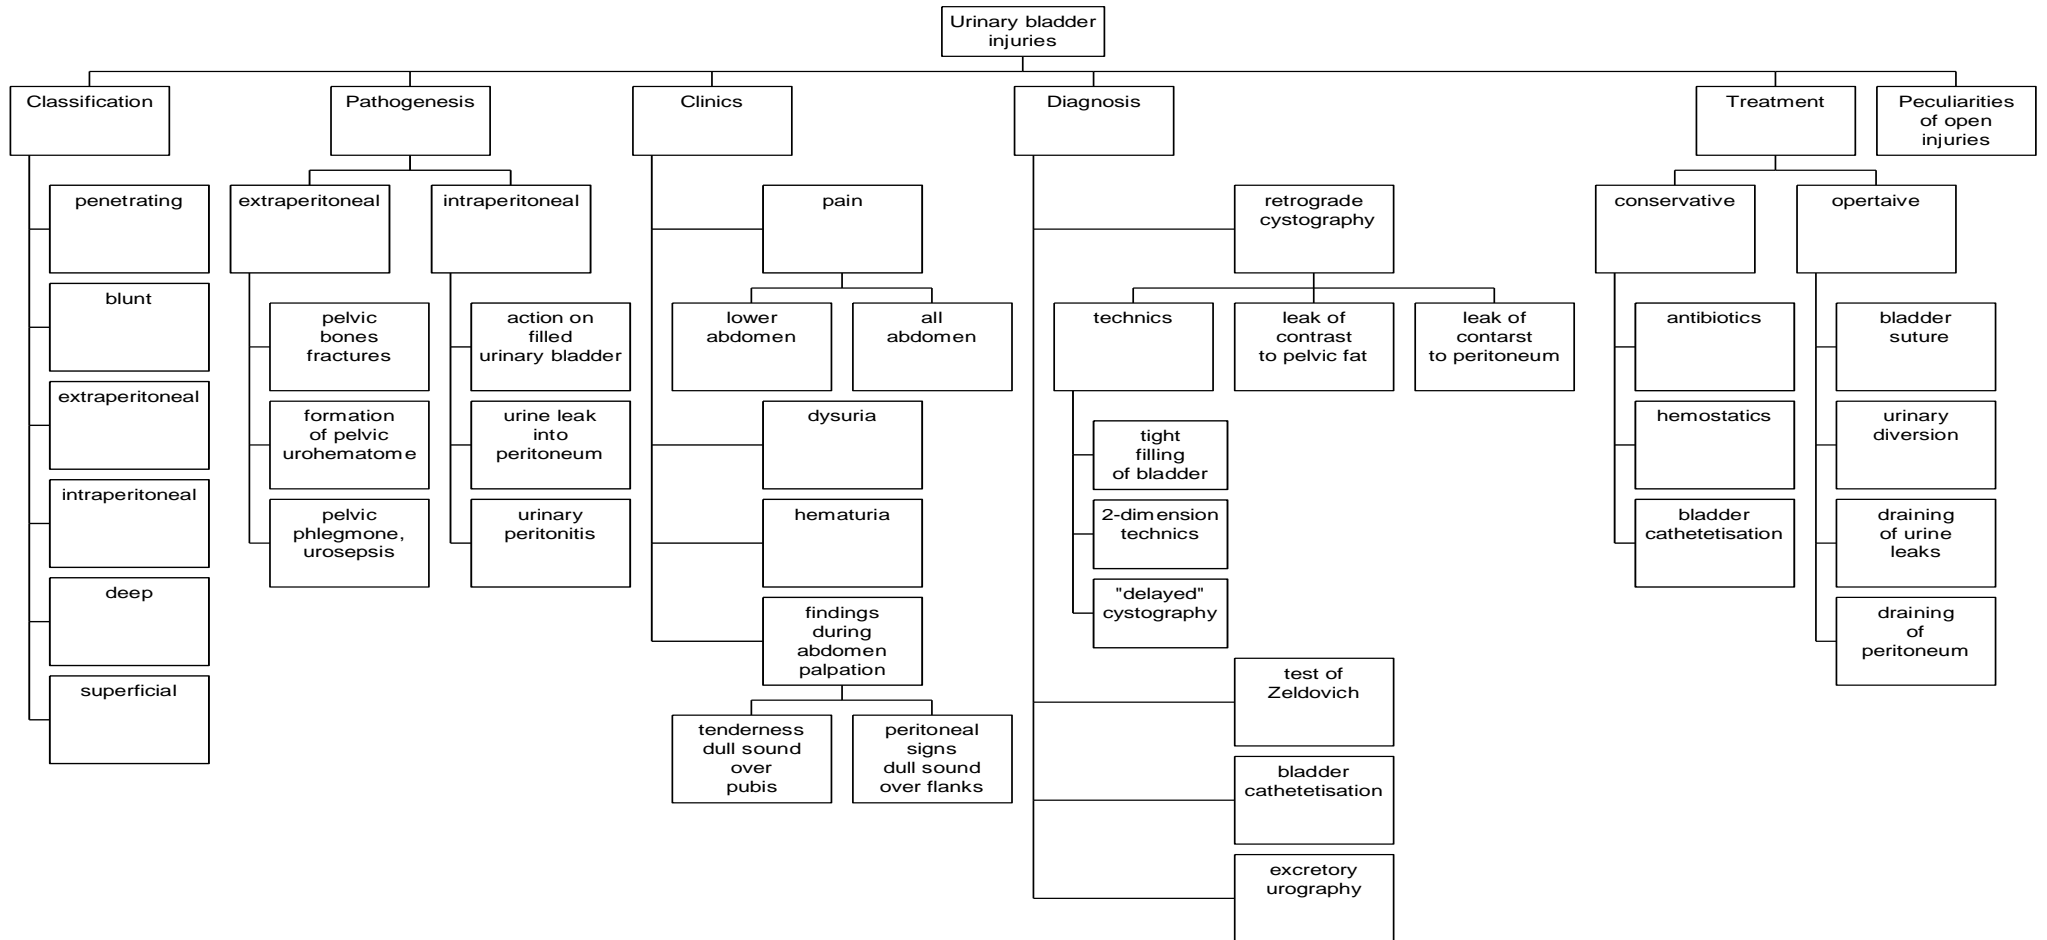 Urinary bladder
injuries
Classification
Pathogenesis
Clinics
Diagnosis
Treatment
Peculiarities
of open
injuries
penetrating
blunt
extraperitoneal
intraperitoneal
deep
superficial
extraperitoneal
pelvic
bones
fractures
formation
of pelvic
urohematome
pelvic
phlegmone,
urosepsis
intraperitoneal
action on
filled
urinary bladder
urine leak
into
peritoneum
urinary
peritonitis
pain
lower
abdomen
all
abdomen
dysuria
hematuria
findings
during
abdomen
palpation
tenderness
dull sound
over
pubis
peritoneal
signs
dull sound
over flanks
retrograde
cystography
technics
tight
filling
of bladder
2-dimension
technics
"delayed"
cystography
leak of
contrast
to pelvic fat
leak of
contarst
to peritoneum
test of
Zeldovich
bladder
cathetetisation
excretory
urography
conservative
antibiotics
hemostatics
bladder
cathetetisation
opertaive
bladder
suture
urinary
diversion
draining
of urine
leaks
draining
of
peritoneum